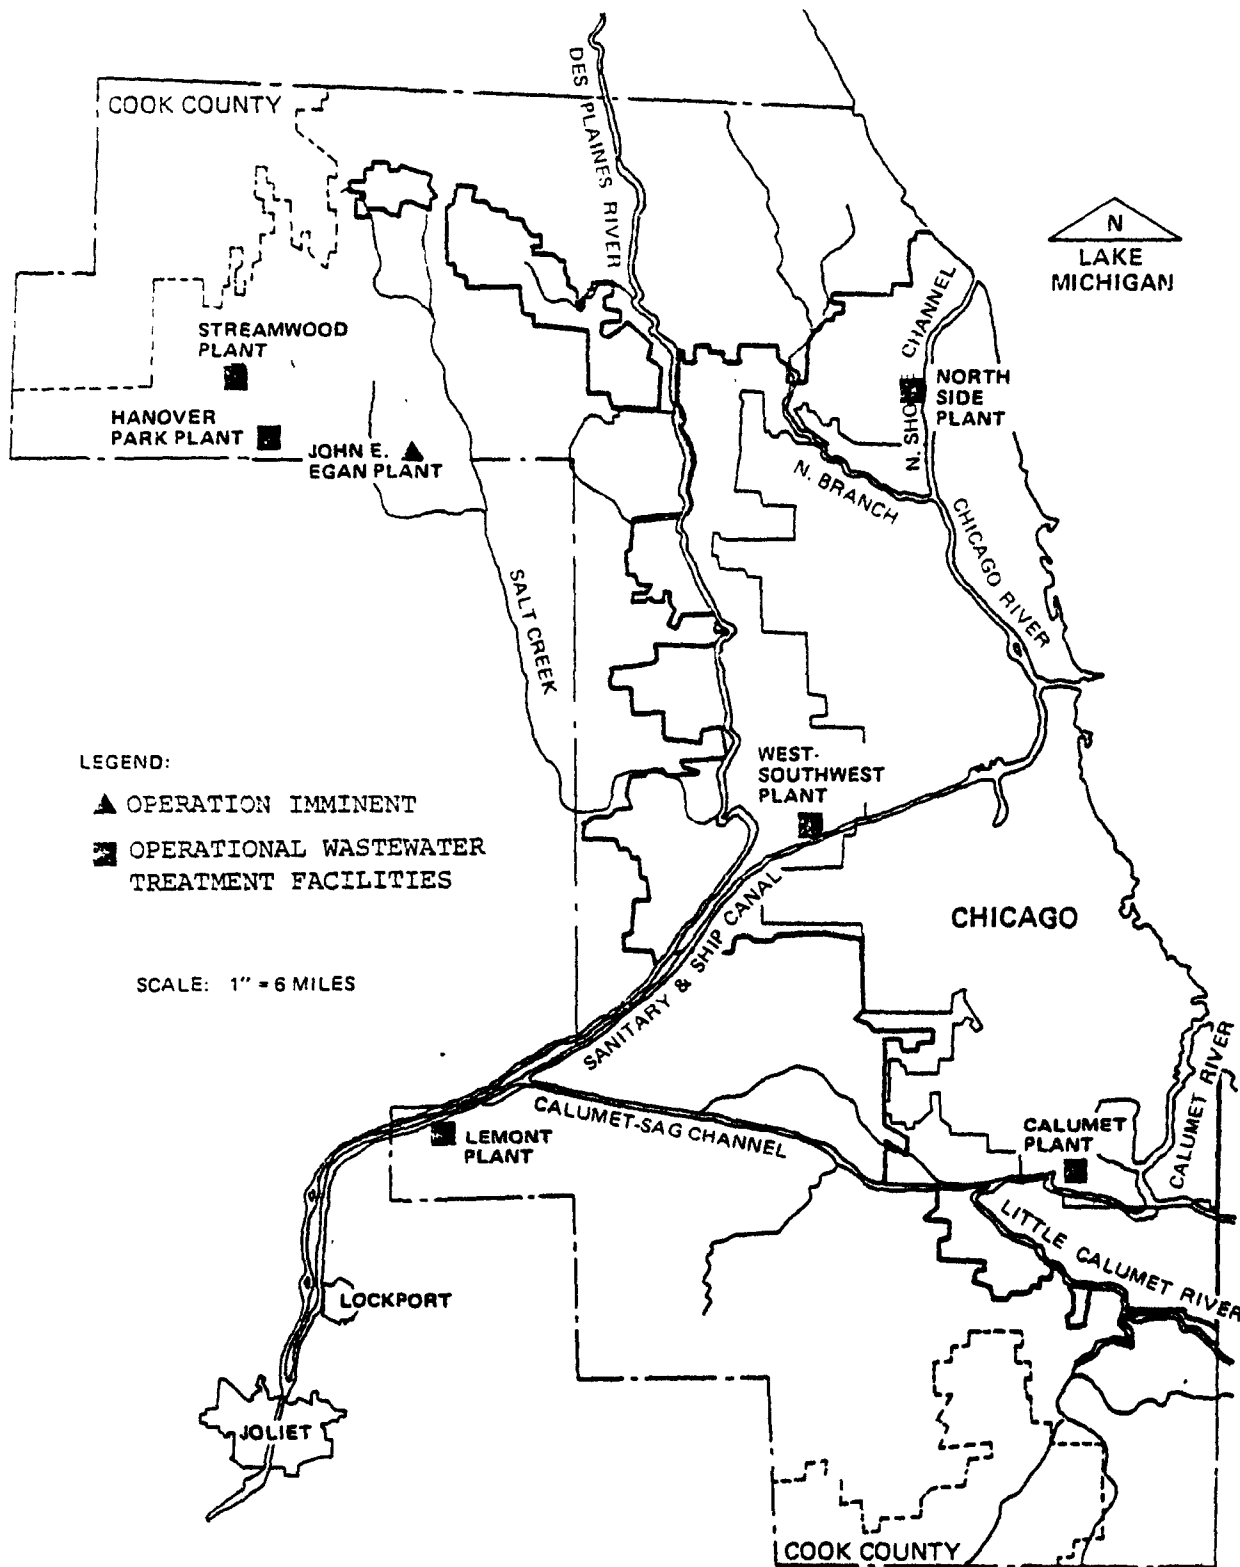 COOK COUNTY
DES PLAINES RIVER
N
LAKE
MICHIGAN
STREAMWOOD
PLANT
HANOVER
PARK PLANT
JOHN E.
EGAN PLANT
N. SHORE CHANNEL
NORTH
SIDE
PLANT
N. BRANCH
CHICAGO RIVER
SALT CREEK
LEGEND:
OPERATION IMMINENT
OPERATIONAL WASTEWATER
TREATMENT FACILITIES
SCALE: 1" = 6 MILES
WEST-
SOUTHWEST
PLANT
CHICAGO
SANITARY & SHIP CANAL
CALUMET-SAG CHANNEL
LEMONT
PLANT
CALUMET
PLANT
CALUMET RIVER
LITTLE CALUMET RIVER
LOCKPORT
JOLIET
COOK COUNTY